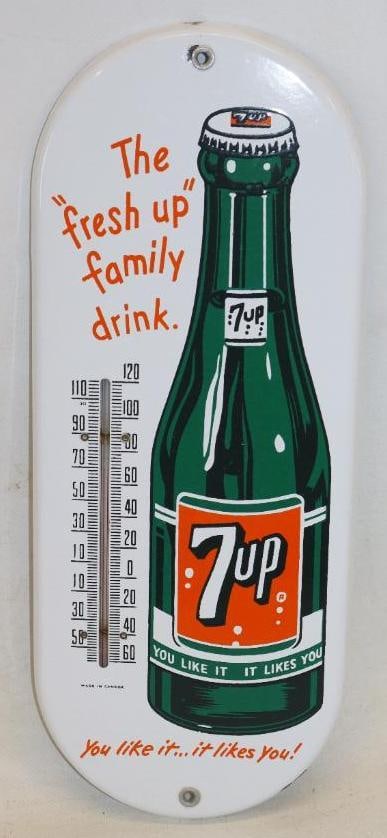 7up
The
"fresh up"
family
drink.
7up
120
110
100
90
80
70
60
50
40
30
20
10
0
10
20
30
40
50
60
MADE IN CANADA
7up
YOU LIKE IT IT LIKES YOU
You like it...it likes you!